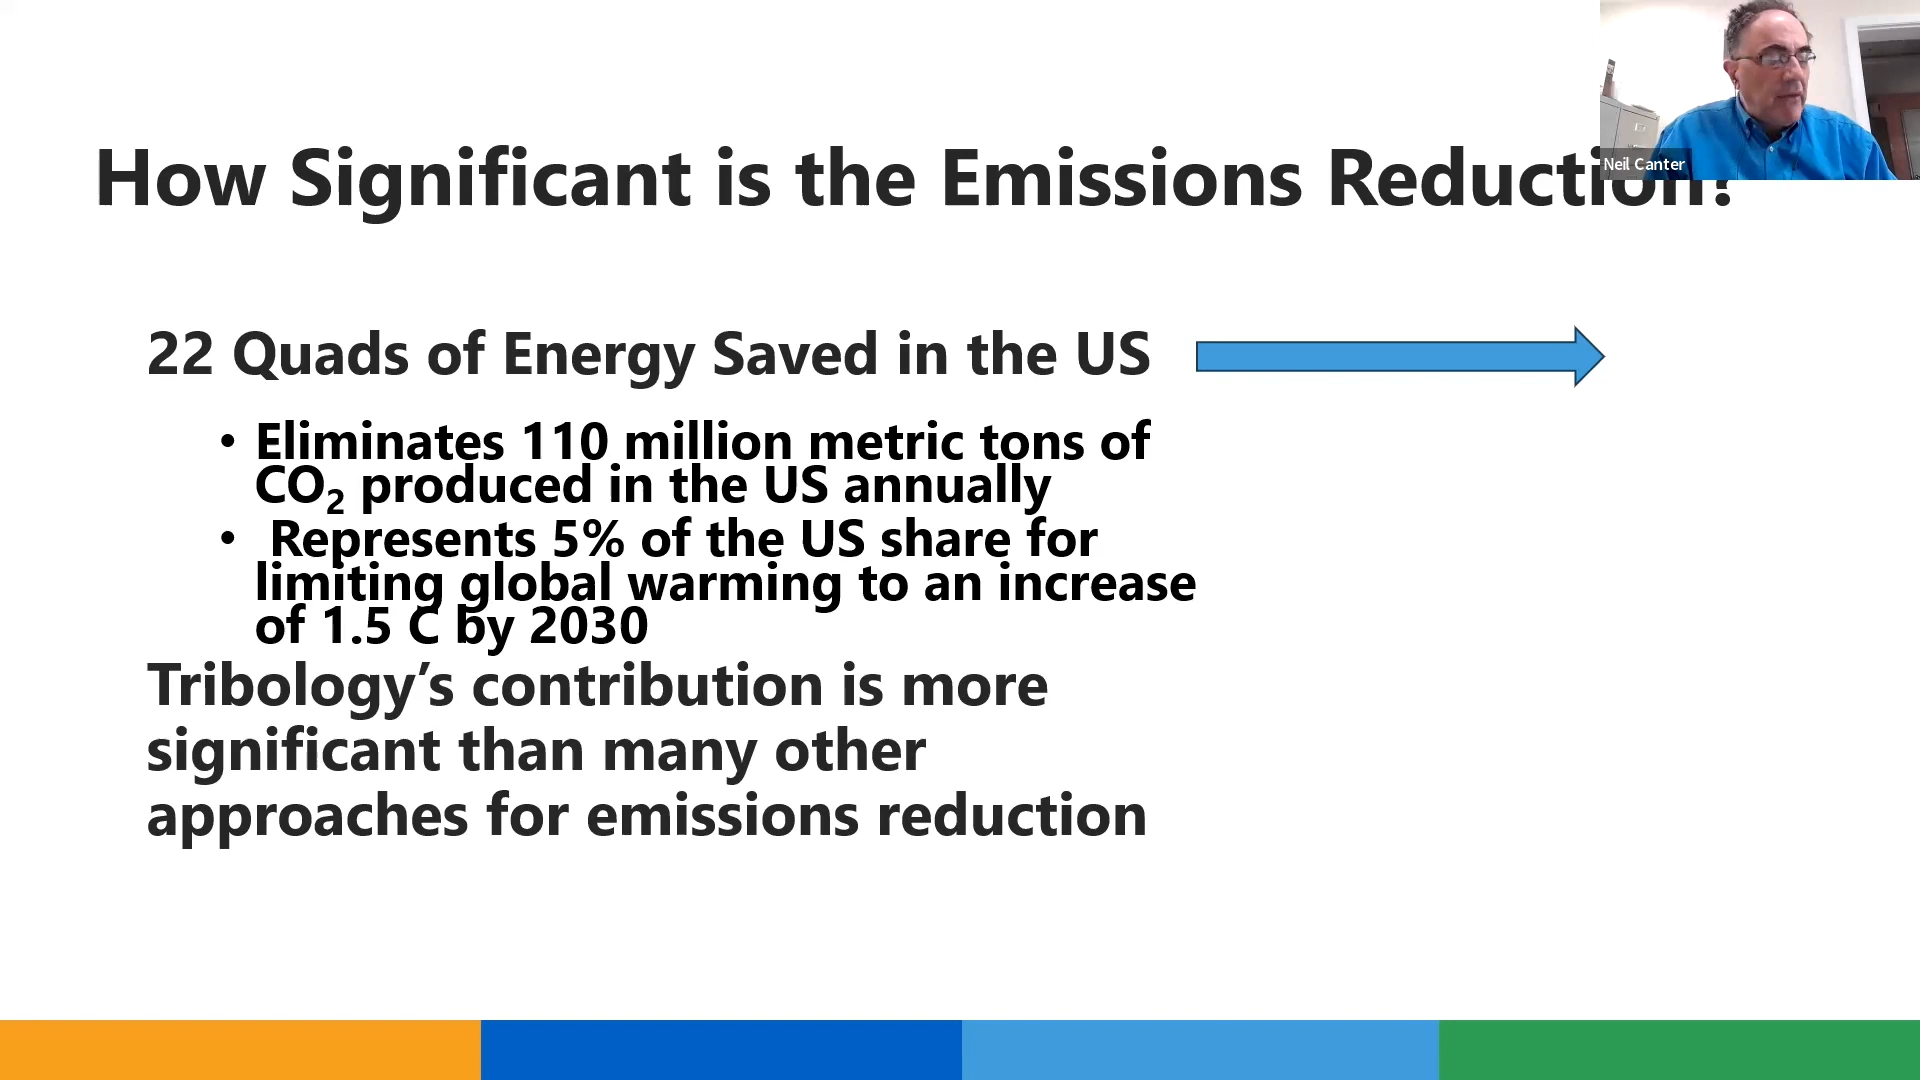 How Significant is the Emissions Reduction?
Neil Canter
22 Quads of Energy Saved in the US
• Eliminates 110 million metric tons of
CO₂ produced in the US annually
• Represents 5% of the US share for
limiting global warming to an increase
of 1.5 C by 2030
Tribology’s contribution is more
significant than many other
approaches for emissions reduction